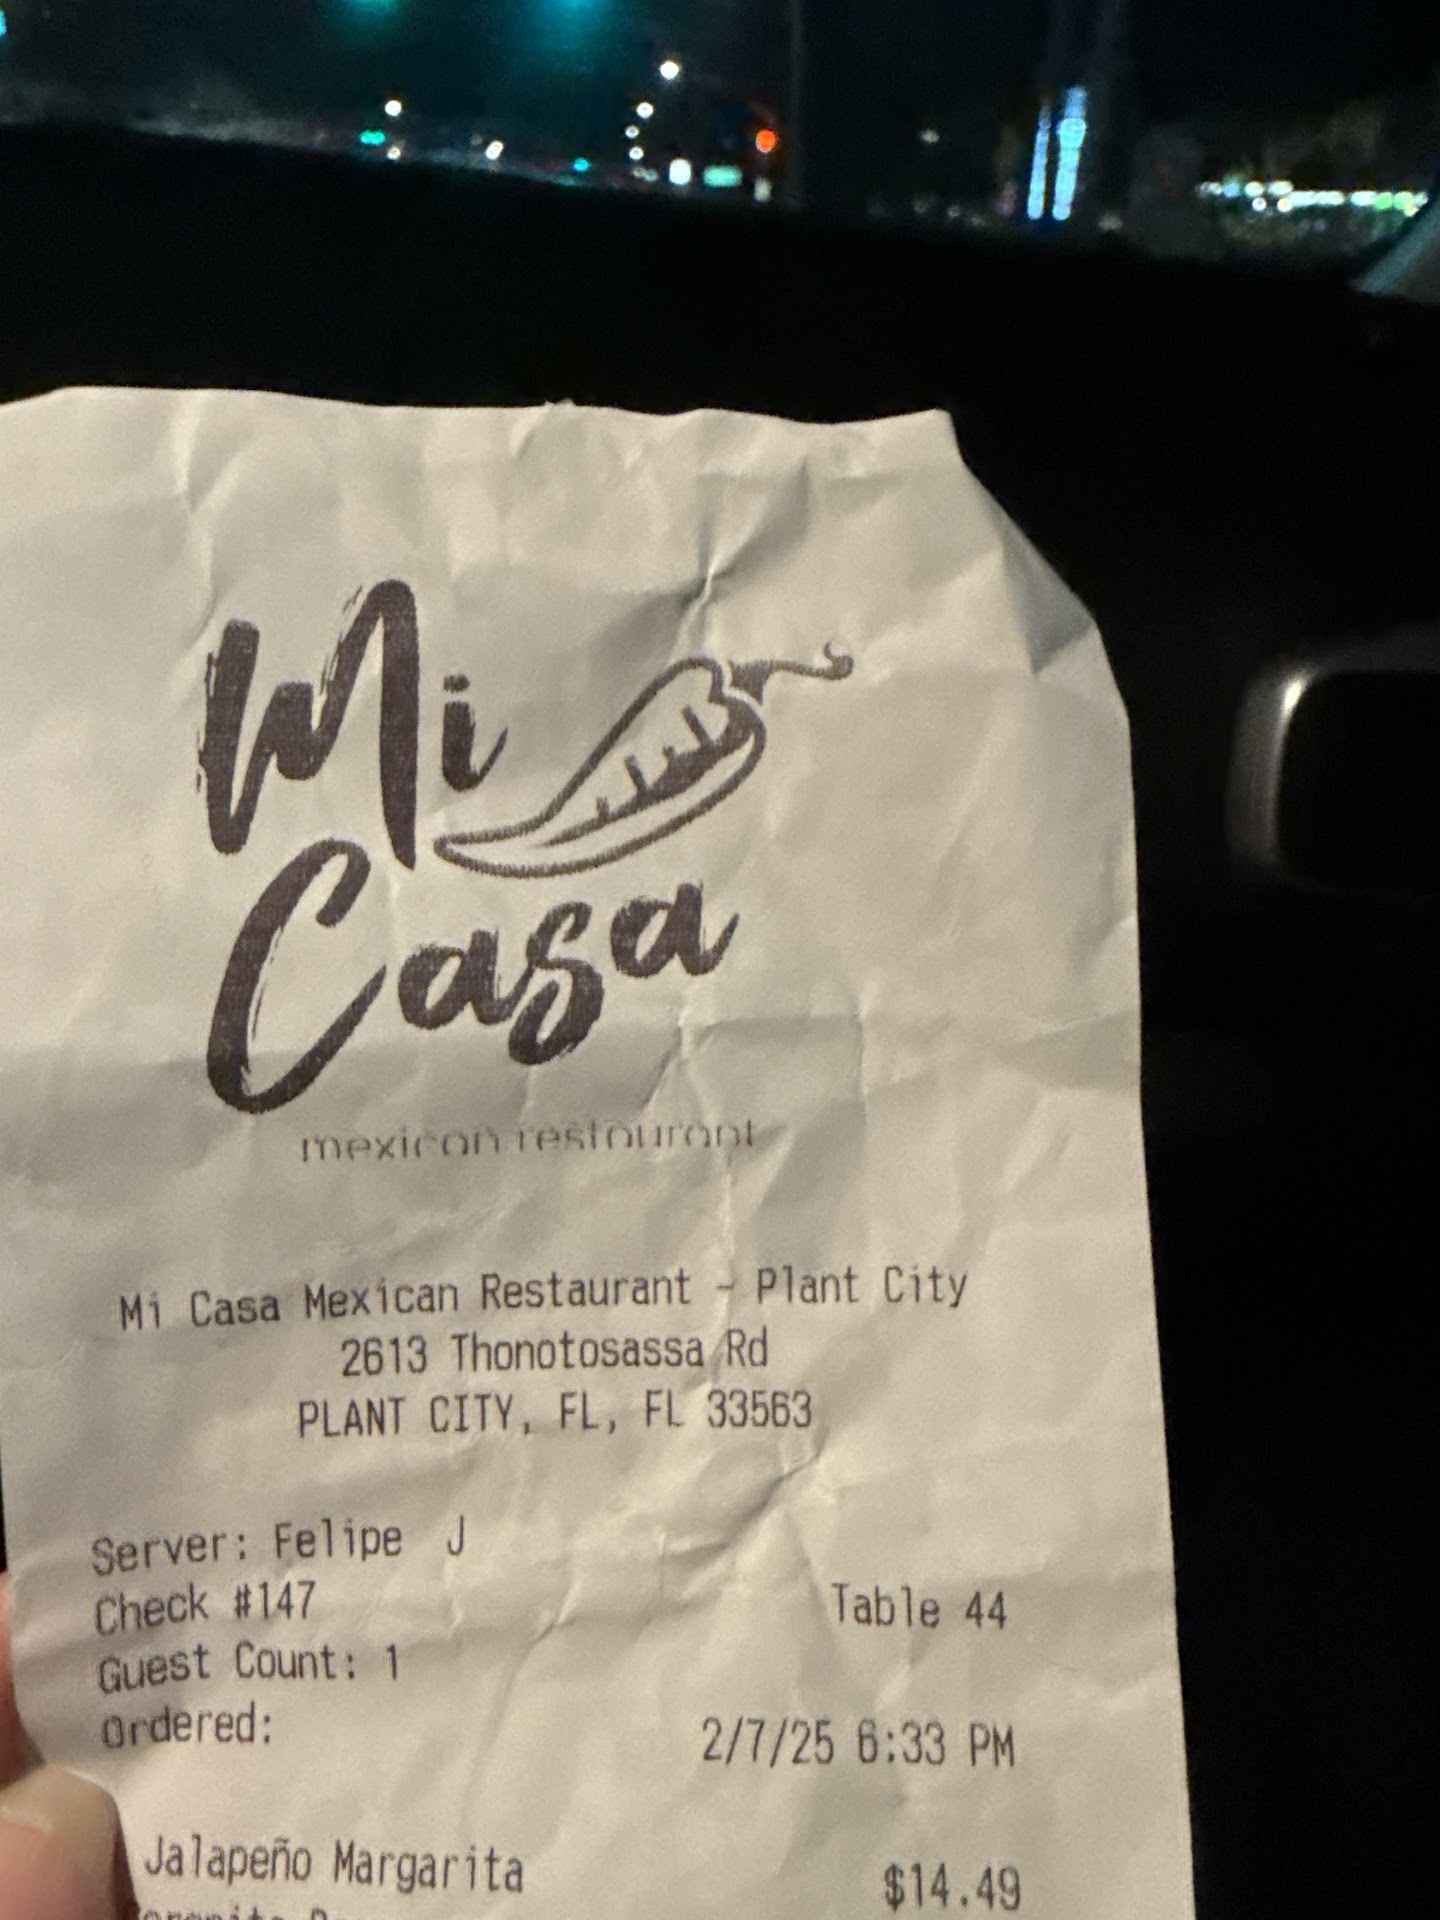 Mi
Casa
mexican restaurant
Mi Casa Mexican Restaurant - Plant City
2613 Thonotosassa Rd
PLANT CITY, FL, FL 33563
Server: Felipe J
Check #147
Table 44
Guest Count: 1
Ordered:
2/7/25 6:33 PM
Jalapeño Margarita
$14.49